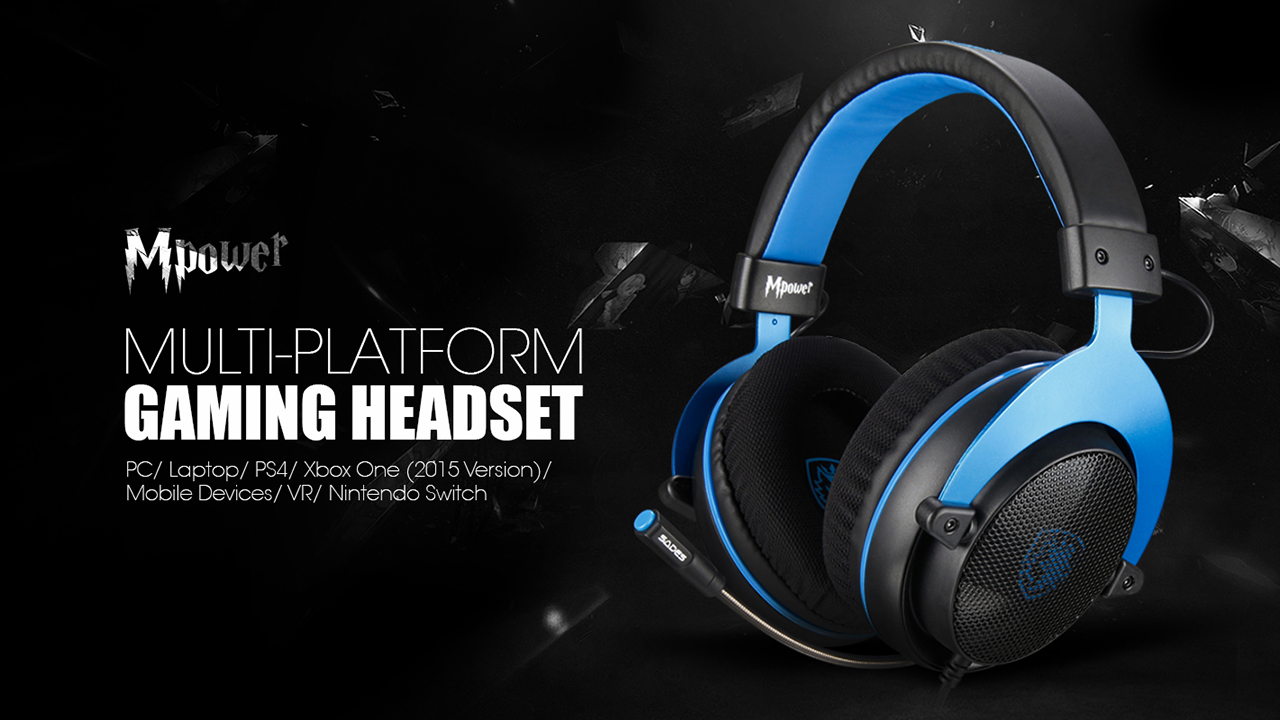 Mpower
MULTI-PLATFORM
GAMING HEADSET
PC/ Laptop/ PS4/ Xbox One (2015 Version)/
Mobile Devices/ VR/ Nintendo Switch
Mpower
SADES